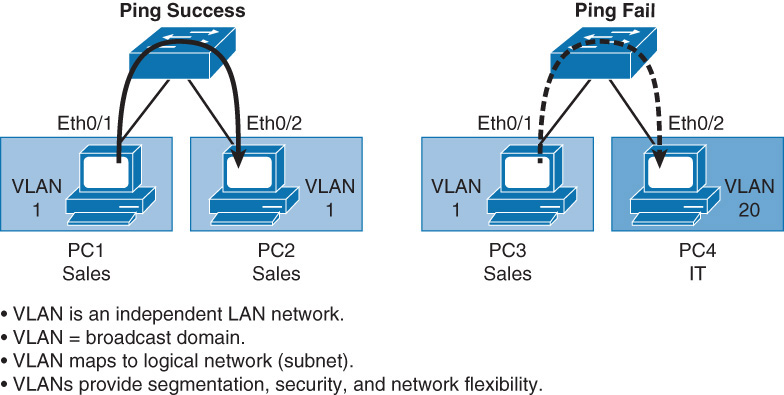 Ping Success
Ping Fail
Eth0/1
Eth0/2
Eth0/1
Eth0/2
VLAN
1
VLAN
1
VLAN
1
VLAN
20
PC1
Sales
PC2
Sales
PC3
Sales
PC4
IT
• VLAN is an independent LAN network.
• VLAN = broadcast domain.
• VLAN maps to logical network (subnet).
• VLANs provide segmentation, security, and network flexibility.